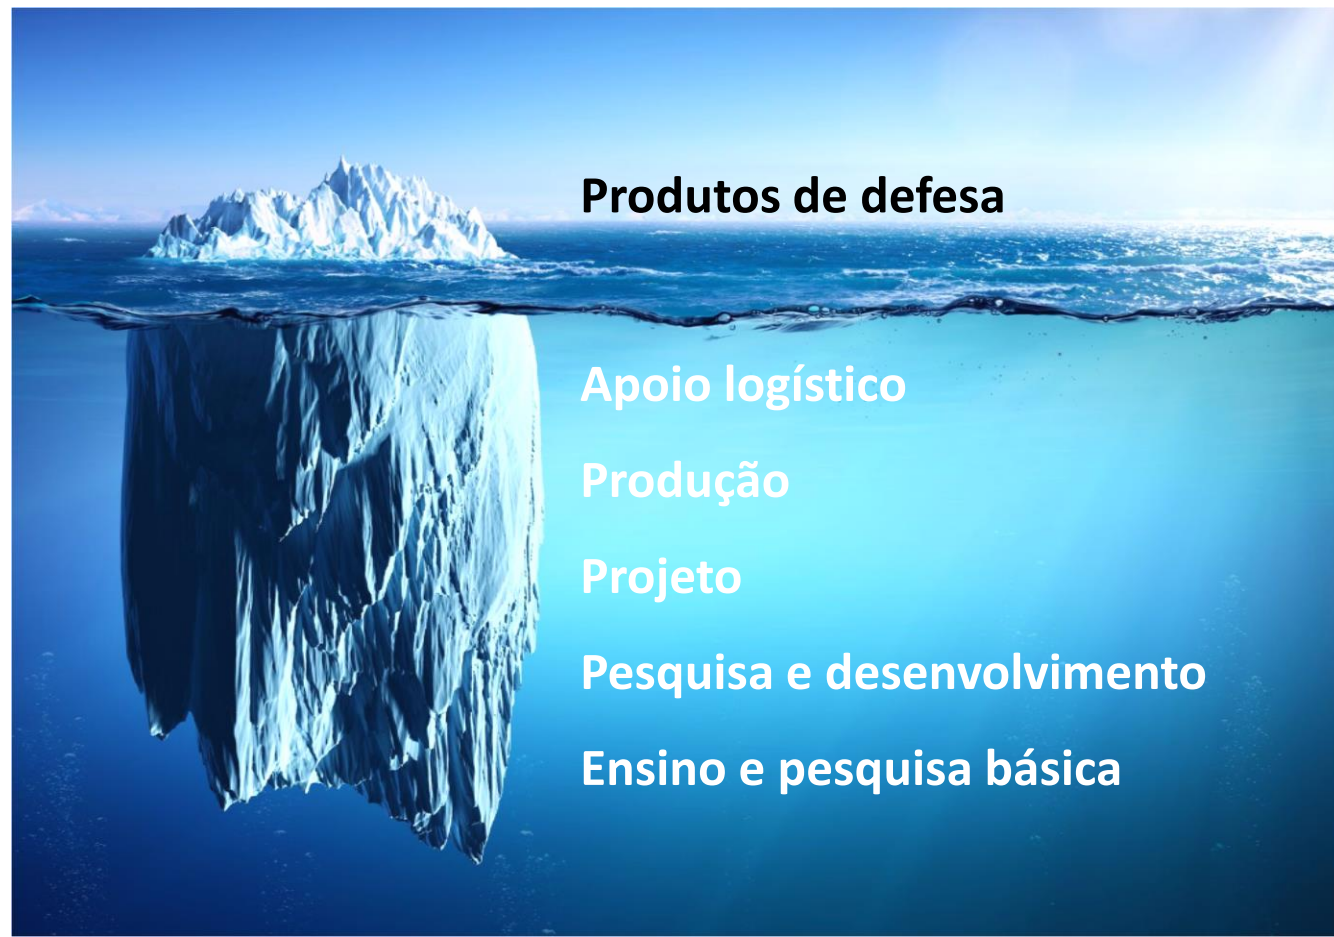 Produtos de defesa
Apoio logístico
Produção
Projeto
Pesquisa e desenvolvimento
Ensino e pesquisa básica